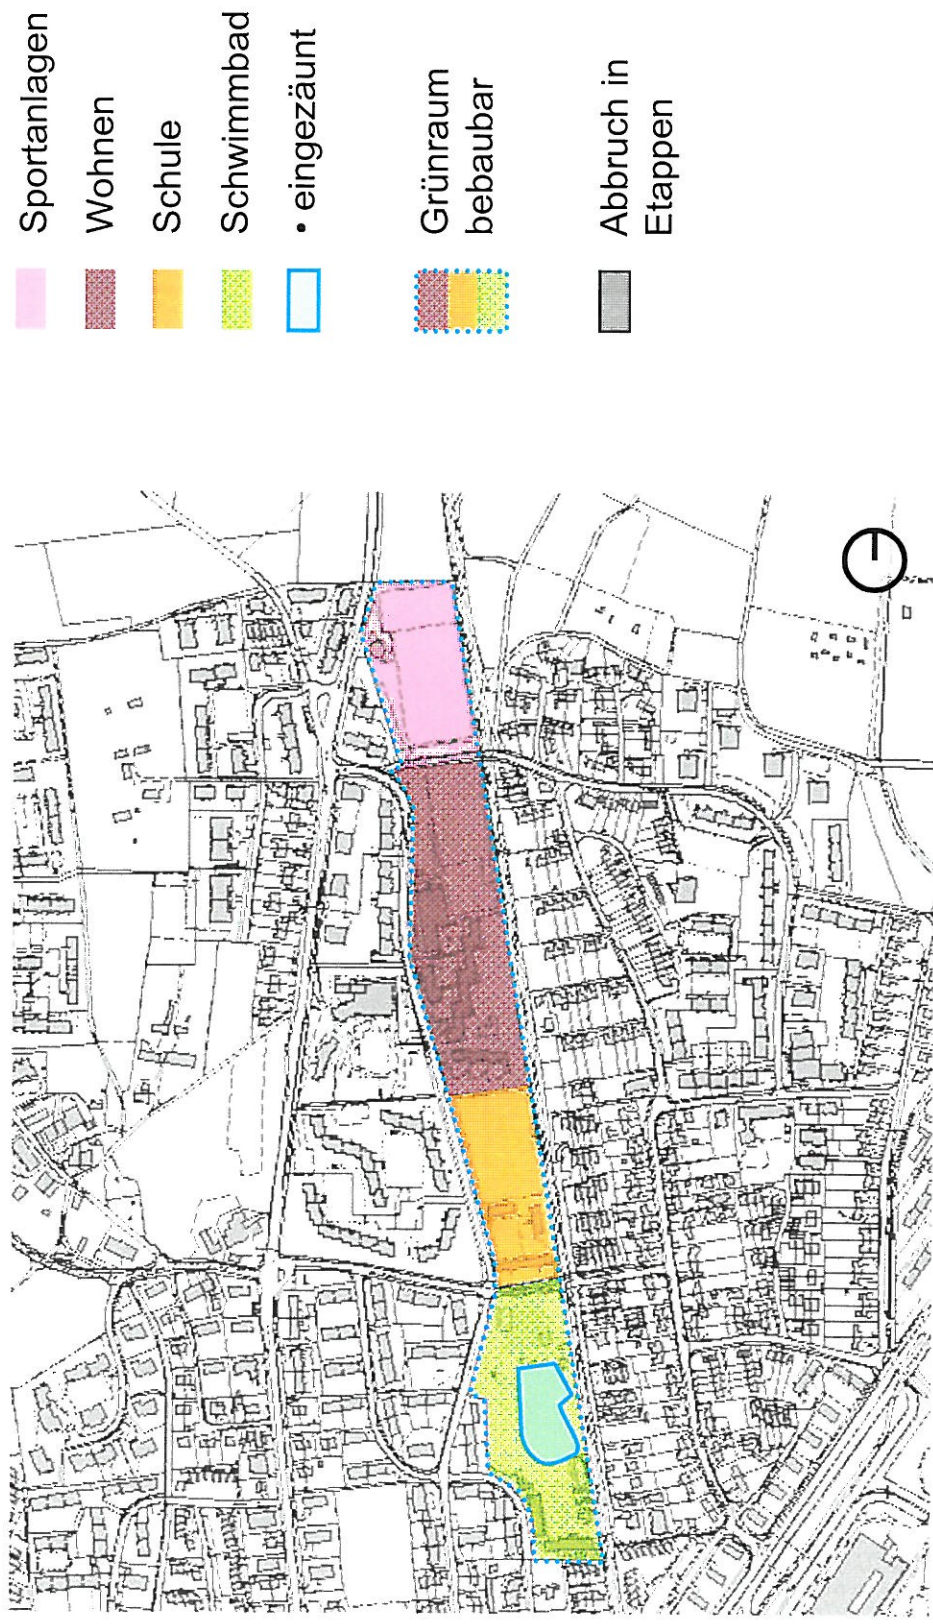 Sportanlagen
Wohnen
Schule
Schwimmbad
• eingezäunt
Grünraum
bebaubar
Abbruch in
Etappen